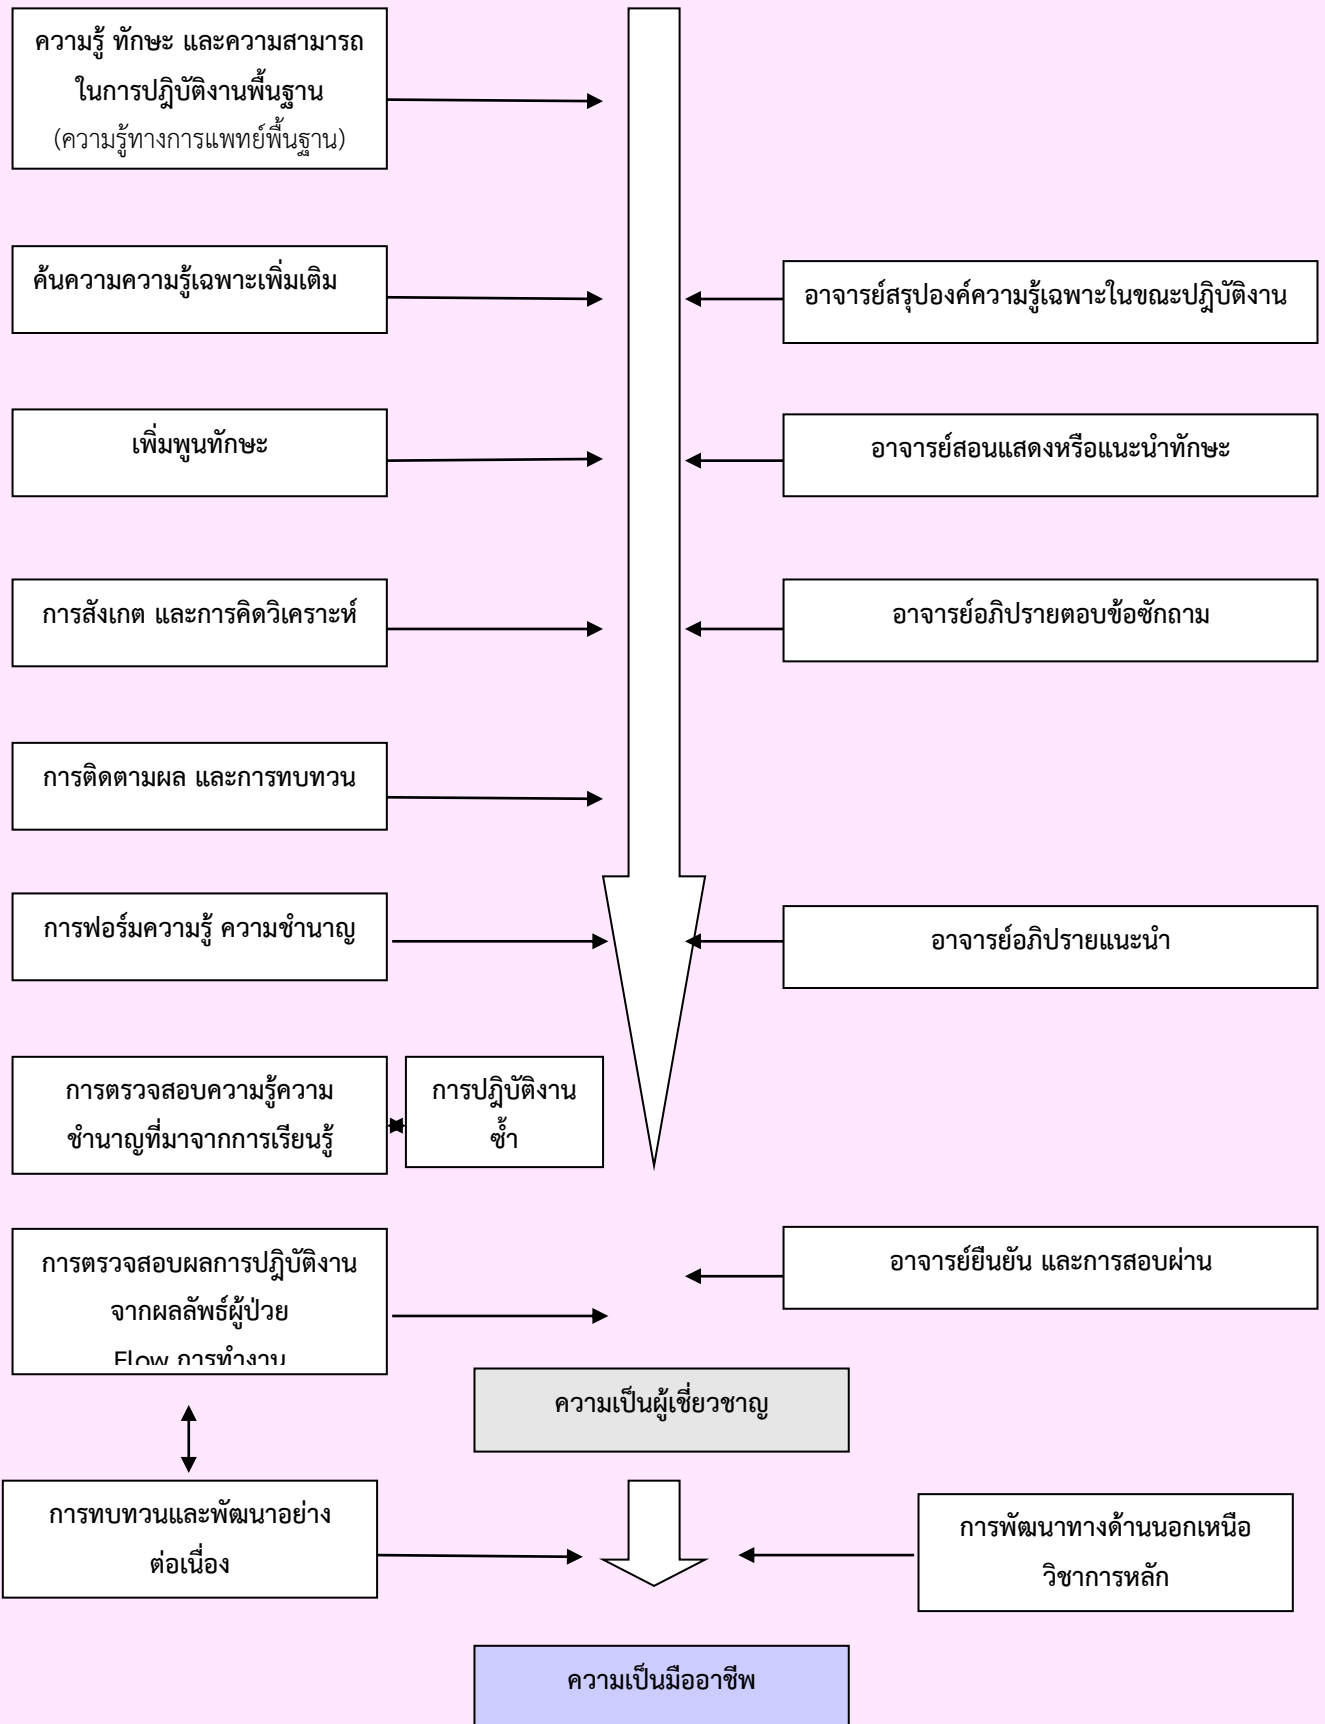 ความรู้ ทักษะ และความสามารถ
ในการปฎิบัติงานพื้นฐาน
(ความรู้ทางการแพทย์พื้นฐาน)
ค้นความความรู้เฉพาะเพิ่มเติม
อาจารย์สรุปองค์ความรู้เฉพาะในขณะปฎิบัติงาน
เพิ่มพูนทักษะ
อาจารย์สอนแสดงหรือแนะนำทักษะ
การสังเกต และการคิดวิเคราะห์
อาจารย์อภิปรายตอบข้อซักถาม
การติดตามผล และการทบทวน
การฟอร์มความรู้ ความชำนาญ
อาจารย์อภิปรายแนะนำ
การตรวจสอบความรู้ความ
ชำนาญที่มาจากการเรียนรู้
การปฎิบัติงาน
ซ้ำ
การตรวจสอบผลการปฎิบัติงาน
จากผลลัพธ์ผู้ป่วย
Flow การทำงาน
อาจารย์ยืนยัน และการสอบผ่าน
ความเป็นผู้เชี่ยวชาญ
การทบทวนและพัฒนาอย่าง
ต่อเนื่อง
การพัฒนาทางด้านนอกเหนือ
วิชาการหลัก
ความเป็นมืออาชีพ